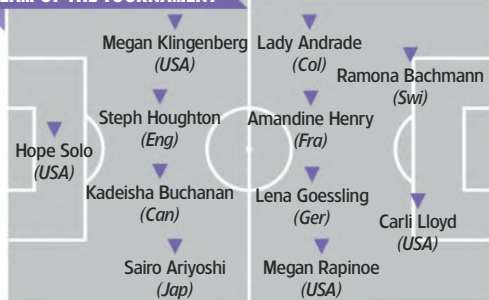 TEAM OF THE TOURNAMENT
Megan Klingenberg
(USA)
Lady Andrade
(Col)
Ramona Bachmann
(Swi)
Steph Houghton
(Eng)
Amandine Henry
(Fra)
Hope Solo
(USA)
Kadeisha Buchanan
(Can)
Lena Goessling
(Ger)
Carli Lloyd
(USA)
Sairo Ariyoshi
(Jap)
Megan Rapinoe
(USA)